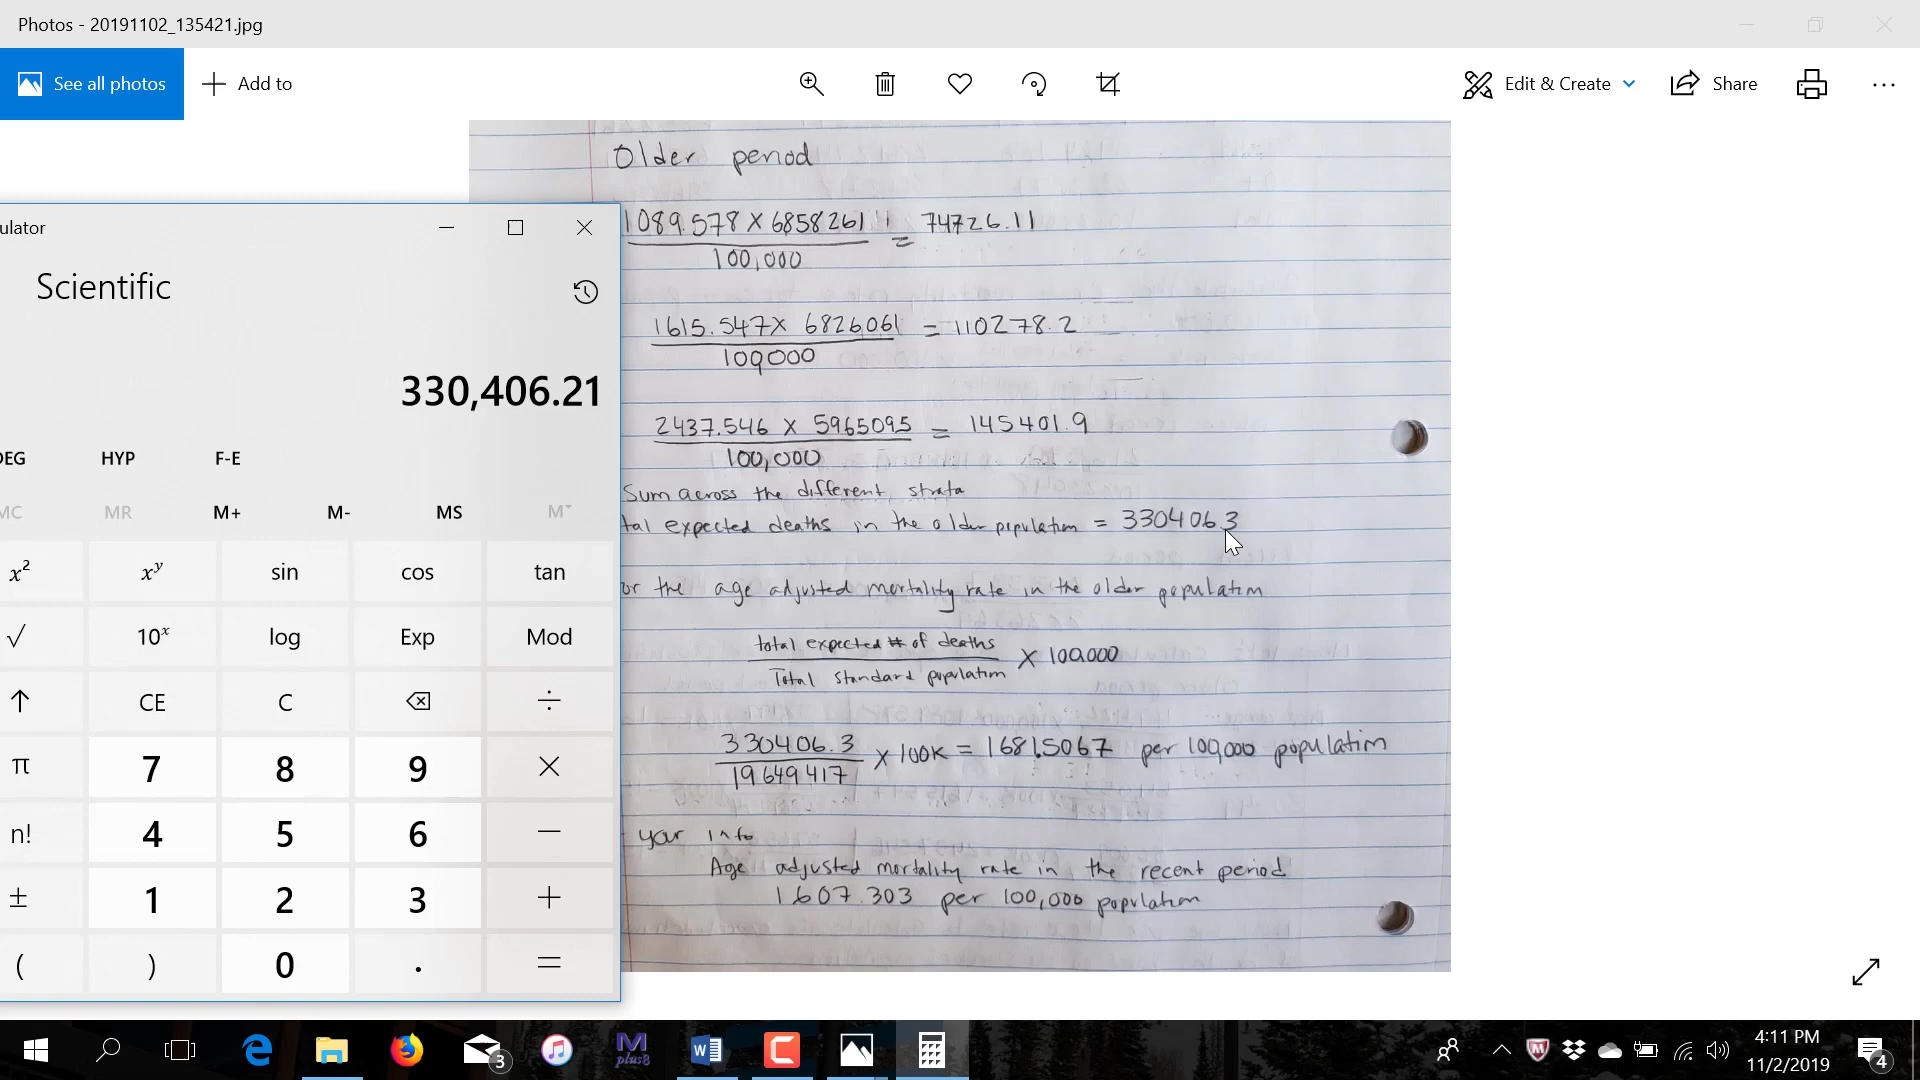 Photos - 20191102_135421.jpg
See all photos
Add to
Edit & Create
Share
Older period
1089.578 X 6858261 = 74726.11
100,000
1615.547 X 6826061 = 110278.2
100000
2437.546 X 5965095 = 145401.9
100,000
Sum across the different strata
tal expected deaths in the older population = 330406.3
or the age adjusted mortality rate in the older population
total expected # of deaths X 100000
Total standard population
330406.3 X 100K = 1681.5067 per 100,000 population
19649417
your info
Age adjusted mortality rate in the recent period
1607.303 per 100,000 population
ulator
Scientific
330,406.21
DEG HYP F-E
MC MR M+ M- MS M˅
x² xʸ sin cos tan
√ 10ˣ log Exp Mod
↑ CE C ÷
π 7 8 9 ×
n! 4 5 6 −
± 1 2 3 +
( ) 0 . =
3
M plus8
4:11 PM
11/2/2019
4